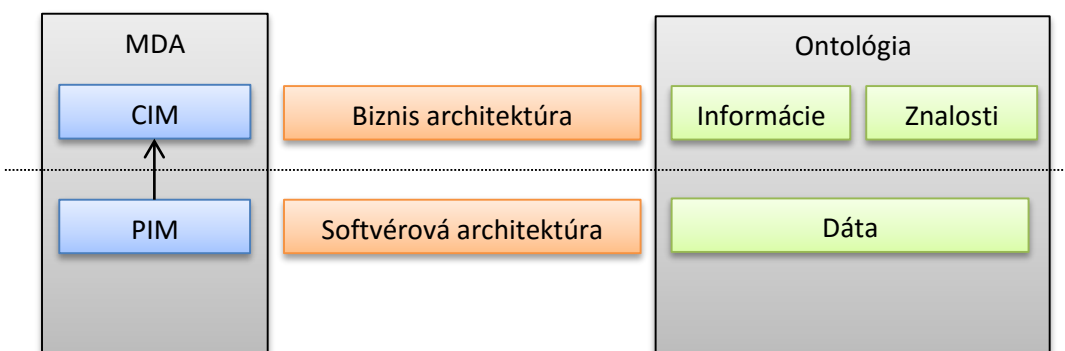 MDA
Ontológia
CIM
Biznis architektúra
Informácie
Znalosti
PIM
Softvérová architektúra
Dáta